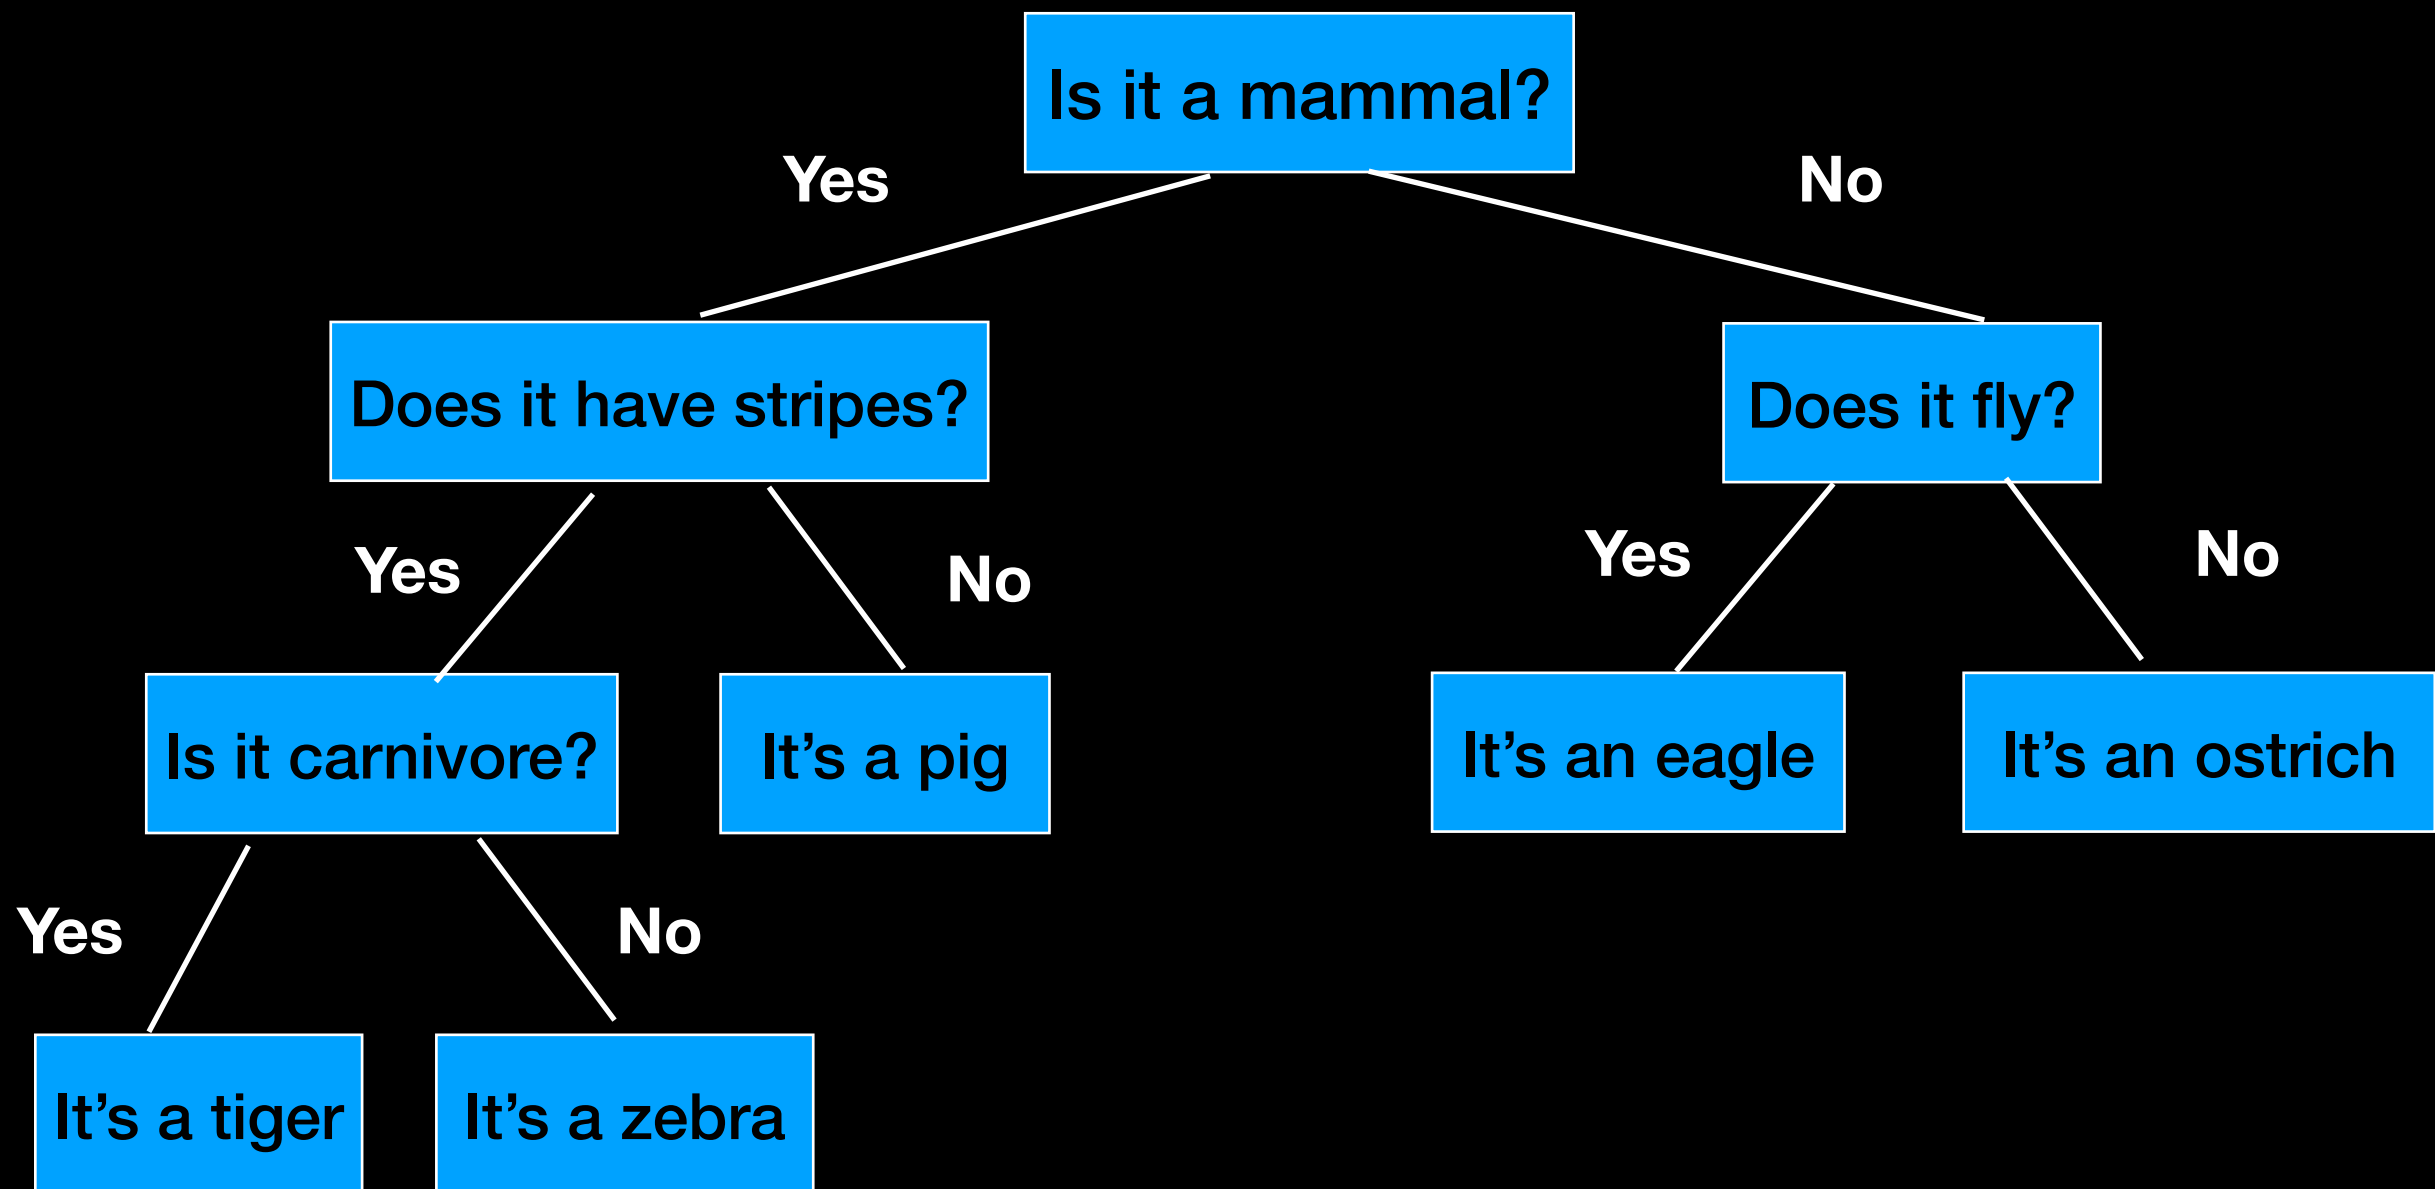 Is it a mammal?
Yes
No
Does it have stripes?
Does it fly?
Yes
No
Yes
No
Is it carnivore?
It’s a pig
It’s an eagle
It’s an ostrich
Yes
No
It’s a tiger
It’s a zebra